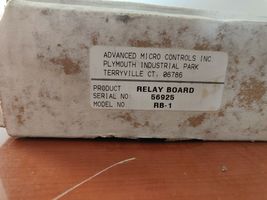 ADVANCED MICRO CONTROLS INC
PLYMOUTH INDUSTRIAL PARK
TERRYVILLE CT. 06786
PRODUCT RELAY BOARD
SERIAL NO: 56925
MODEL NO RB-1